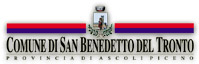 COMUNE DI SAN BENEDETTO DEL TRONTO
PROVINCIA DI ASCOLI PICENO